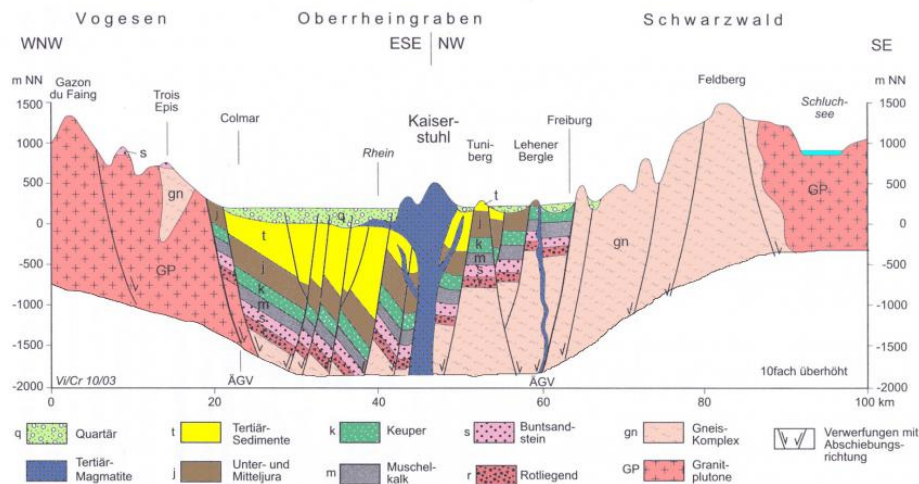 Vogesen Oberrheingraben Schwarzwald
WNW ESE NW SE
m NN m NN
Gazon du Faing
Trois Epis
Colmar
Rhein
Kaiser-stuhl
Tuni-berg
Lehener Bergle
Freiburg
Feldberg
Schluch-see
1500 1500
1000 1000
500 500
0 0
-500 -500
-1000 -1000
-1500 -1500
-2000 -2000
s
gn
GP
j
t
q
j
k
m
s
r
t
j
k
m
s
gn
GP
Vi/Cr 10/03
ÄGV
ÄGV
10fach überhöht
0 20 40 60 80 100 km
q Quartär
t Tertiär-Sedimente
k Keuper
s Buntsand-stein
gn Gneis-Komplex
Verwerfungen mit Abschiebungs-richtung
Tertiär-Magmatite
j Unter- und Mitteljura
m Muschel-kalk
r Rotliegend
GP Granit-plutone